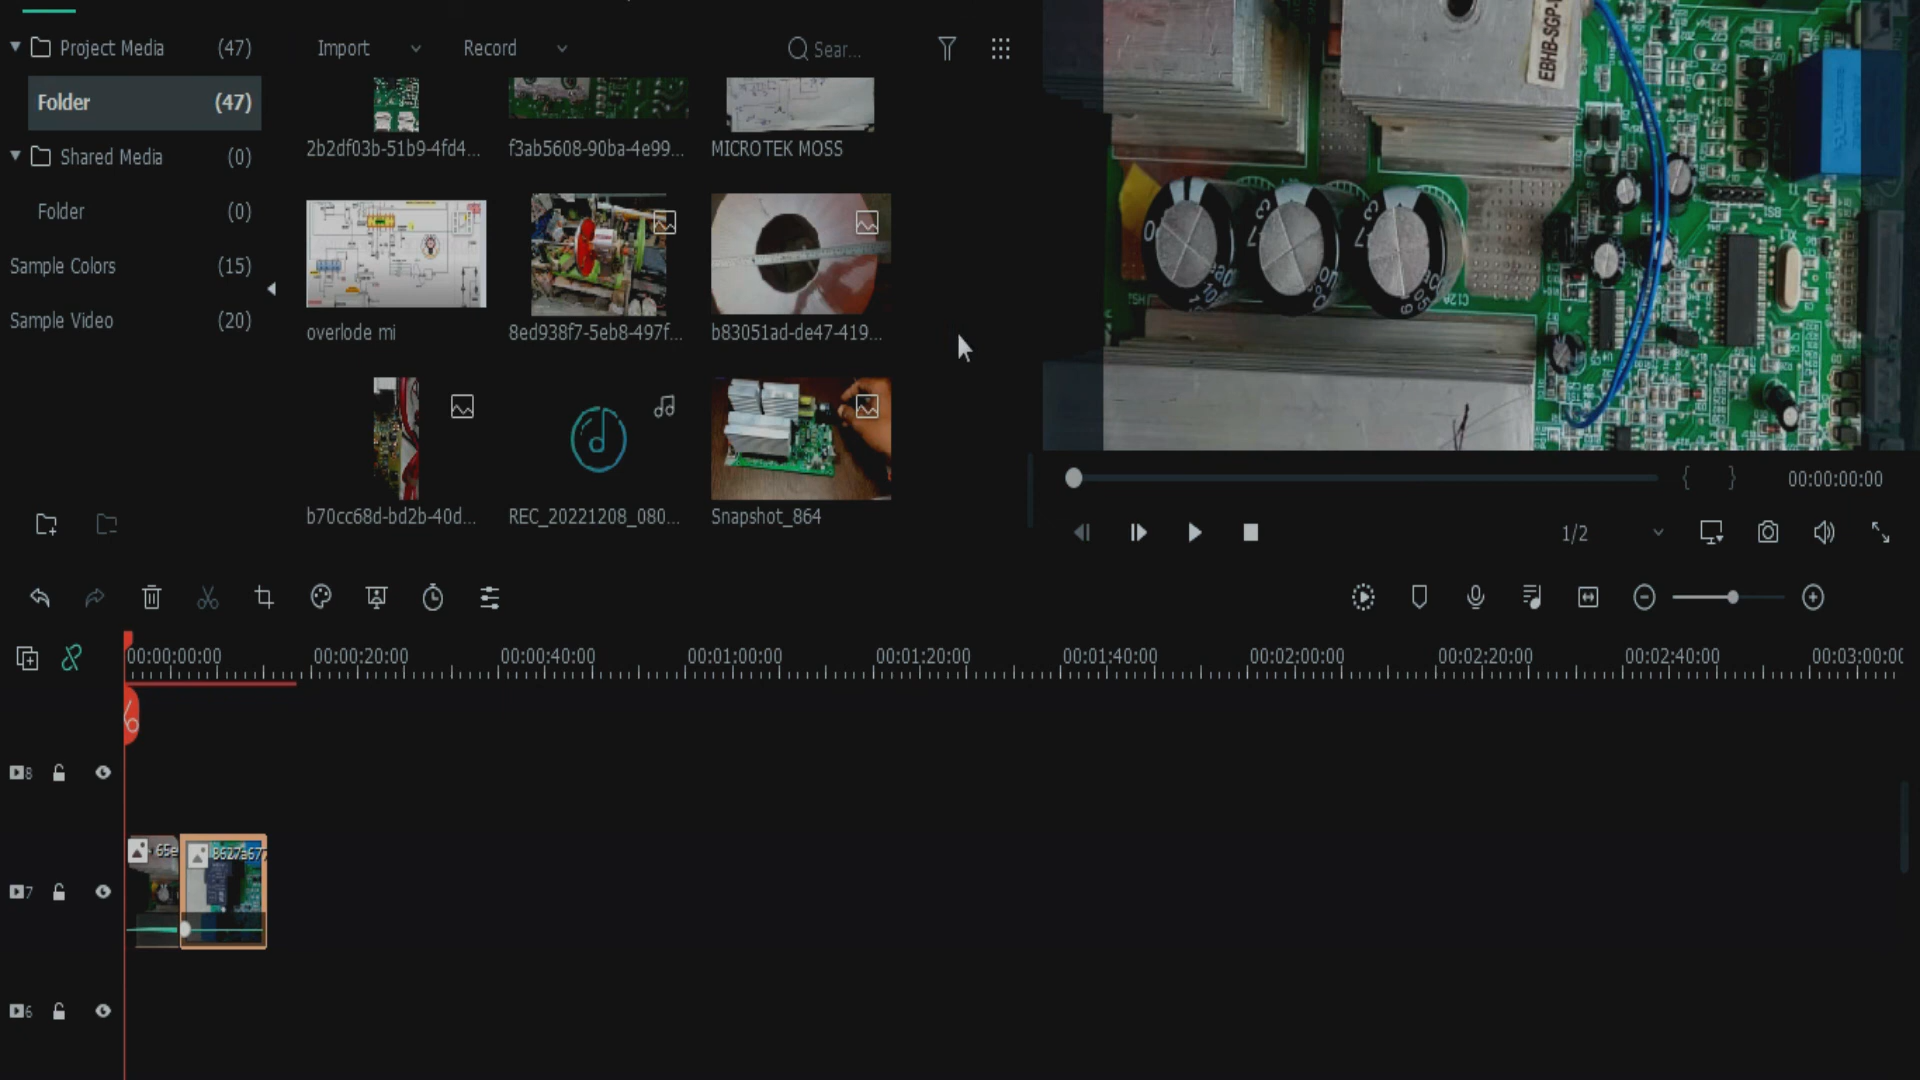 Project Media (47)
Import
Record
Sear...
Folder (47)
Shared Media (0)
Folder (0)
Sample Colors (15)
Sample Video (20)
2b2df03b-51b9-4fd4...
f3ab5608-90ba-4e99...
MICROTEK MOSS
overlode mi
8ed938f7-5eb8-497f...
b83051ad-de47-419...
b70cc68d-bd2b-40d...
REC_20221208_080...
Snapshot_864
C12A
{ }
00:00:00:00
1/2
00:00:00:00
00:00:20:00
00:00:40:00
00:01:00:00
00:01:20:00
00:01:40:00
00:02:00:00
00:02:20:00
00:02:40:00
8
65e
8627a677
7
6